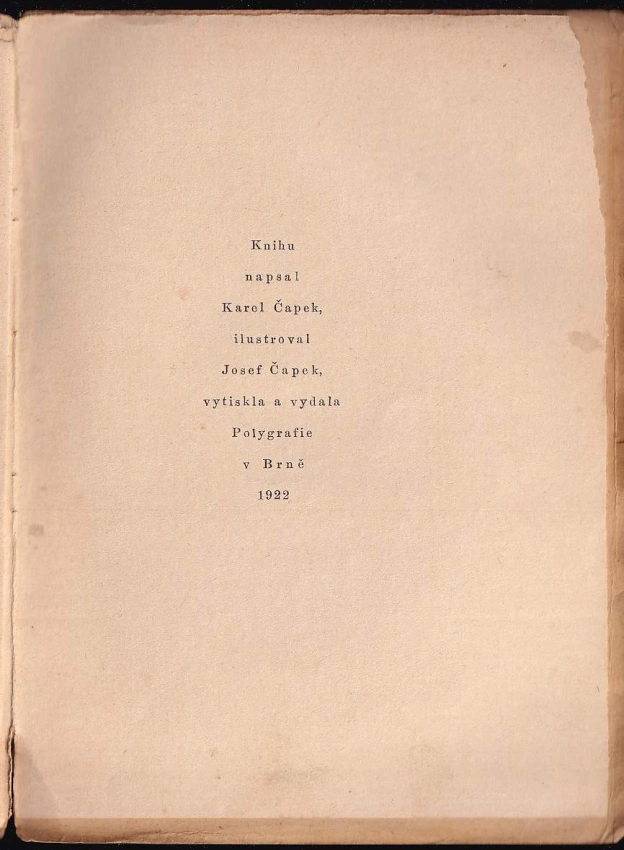 Knihu
napsal
Karel Čapek,
ilustroval
Josef Čapek,
vytiskla a vydala
Polygrafie
v Brně
1922